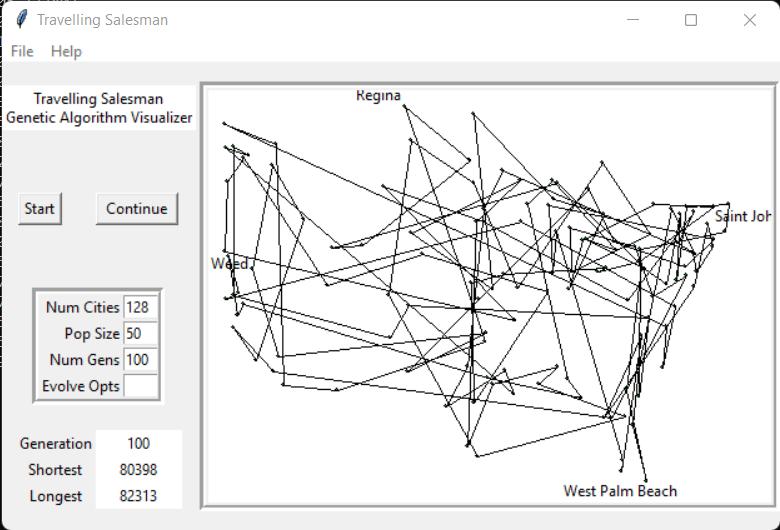 Travelling Salesman
File Help
Travelling Salesman
Genetic Algorithm Visualizer
Start Continue
Num Cities 128
Pop Size 50
Num Gens 100
Evolve Opts
Generation 100
Shortest 80398
Longest 82313
Regina
Saint Joh
Weed
West Palm Beach